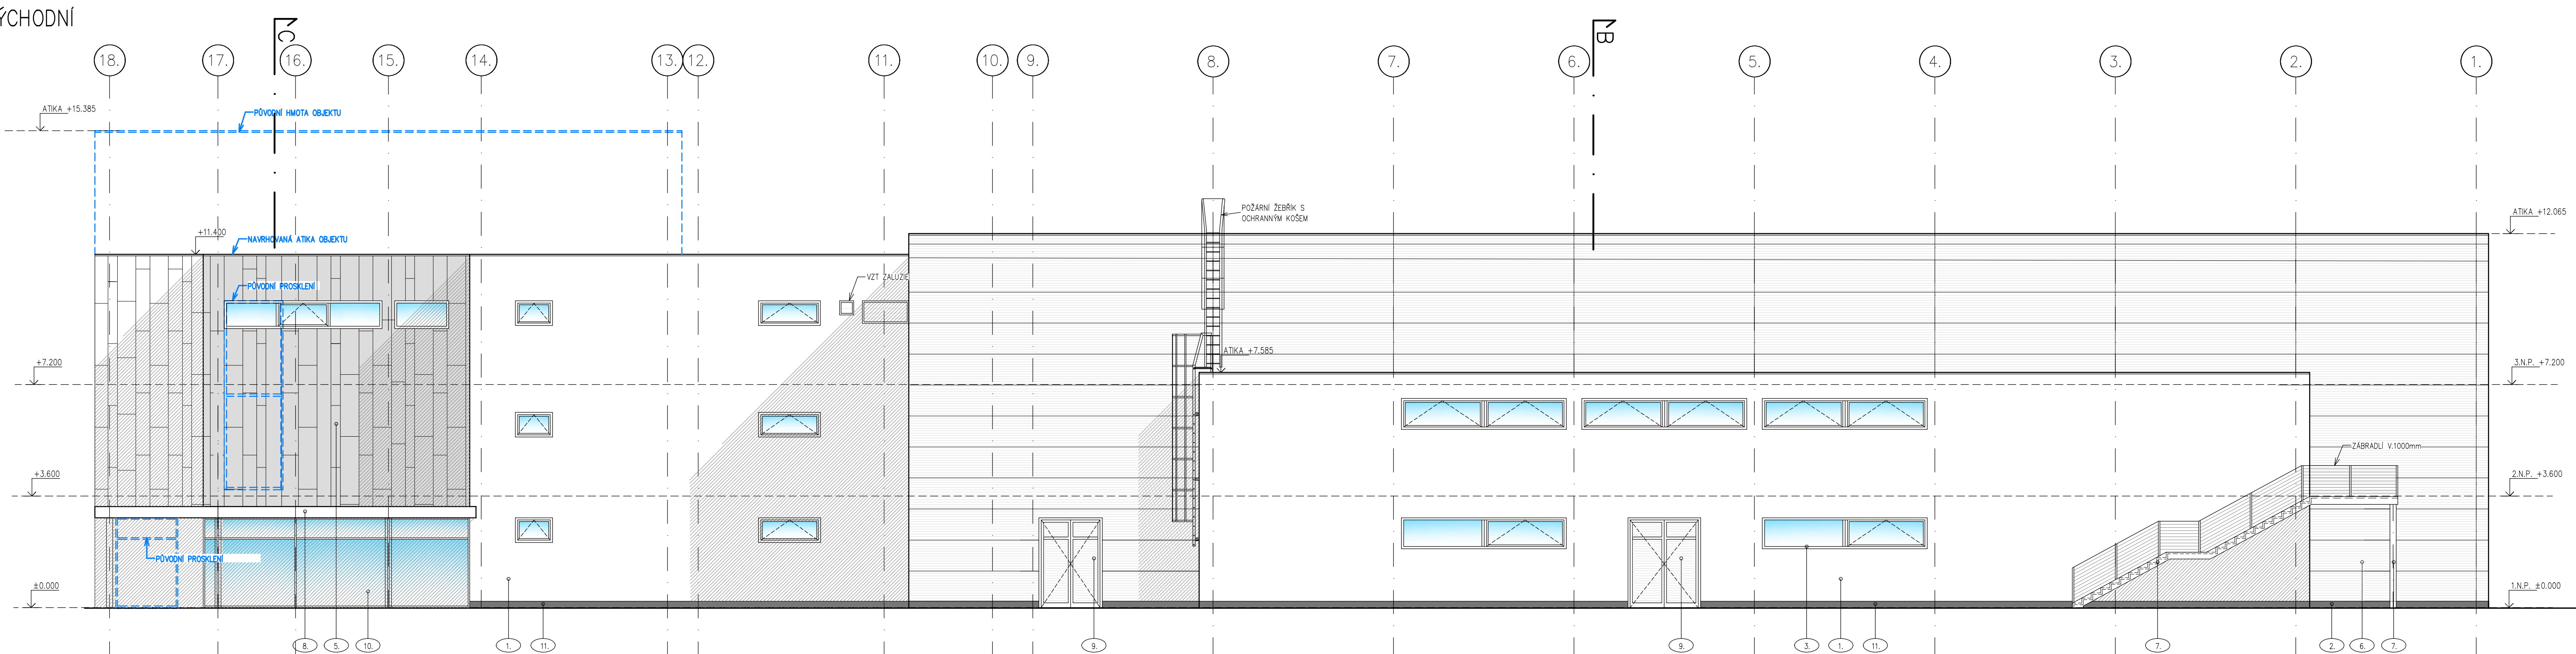 ÝCHODNÍ
C
B
18.
17.
16.
15.
14.
13.
12.
11.
10.
9.
8.
7.
6.
5.
4.
3.
2.
1.
ATIKA +15.385
PŮVODNÍ HMOTA OBJEKTU
POŽÁRNÍ ŽEBŘÍK S
OCHRANNÝM KOŠEM
ATIKA +12.065
+11.400
NAVRHOVANÁ ATIKA OBJEKTU
VZT ŽALUZIE
PŮVODNÍ PROSKLENÍ
ATIKA +7.585
+7.200
3.N.P. +7.200
ZÁBRADLÍ V.1000mm
+3.600
2.N.P. +3.600
PŮVODNÍ PROSKLENÍ
±0.000
1.N.P. ±0.000
8.
5.
10.
1.
11.
9.
9.
3.
1.
11.
7.
2.
6.
7.